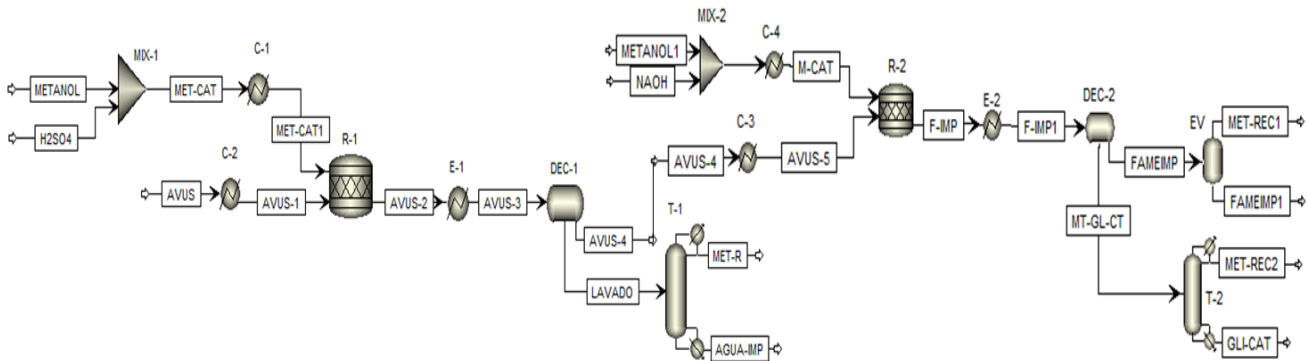 MIX-2
C-4
METANOL1
NAOH
M-CAT
R-2
MIX-1
C-1
METANOL
H2SO4
MET-CAT
MET-CAT1
R-1
C-2
AVUS
AVUS-1
AVUS-2
E-1
AVUS-3
DEC-1
AVUS-4
LAVADO
T-1
MET-R
AGUA-IMP
AVUS-4
C-3
AVUS-5
F-IMP
E-2
F-IMP1
DEC-2
FAMEIMP
EV
MET-REC1
FAMEIMP1
MT-GL-CT
MET-REC2
T-2
GLI-CAT